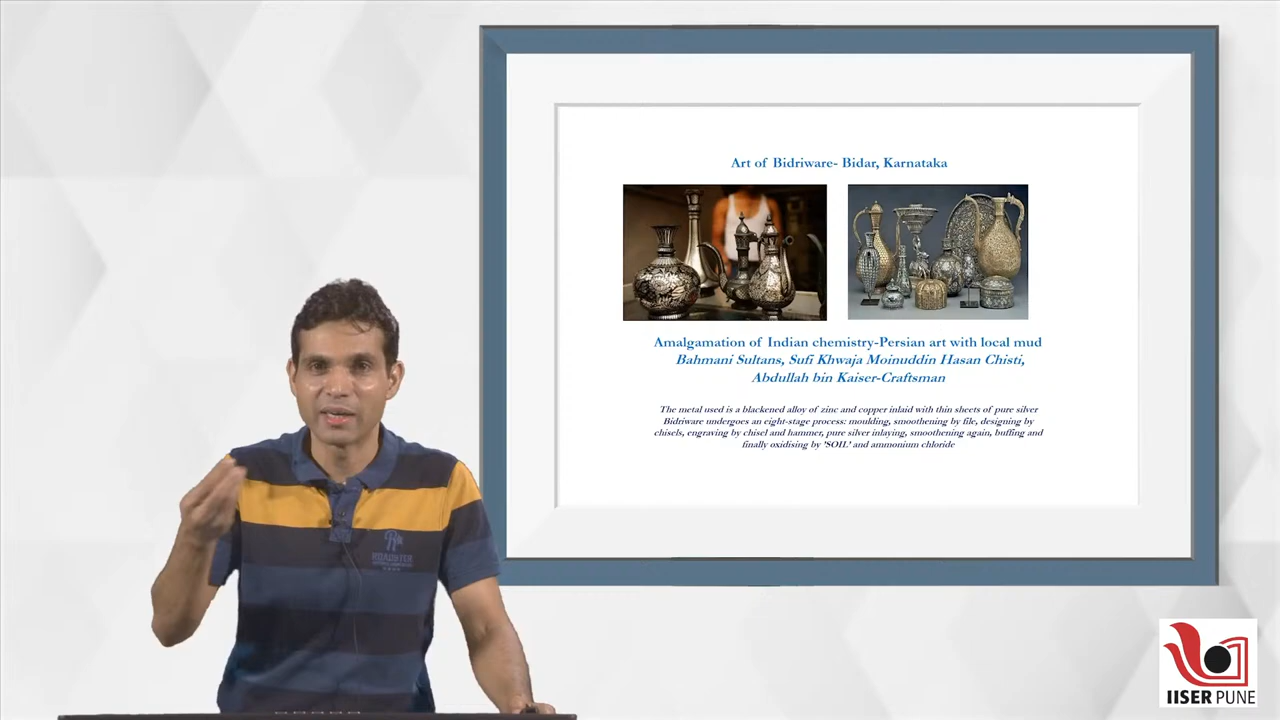 Art of Bidriware- Bidar, Karnataka
Amalgamation of Indian chemistry-Persian art with local mud
Bahmani Sultans, Sufi Khwaja Moinuddin Hasan Chisti,
Abdullah bin Kaiser-Craftsman
The metal used is a blackened alloy of zinc and copper inlaid with thin sheets of pure silver
Bidriware undergoes an eight-stage process: moulding, smoothening by file, designing by
chisels, engraving by chisel and hammer, pure silver inlaying, smoothening again, buffing and
finally oxidising by 'SOIL' and ammonium chloride
ROADSTER
IISER PUNE